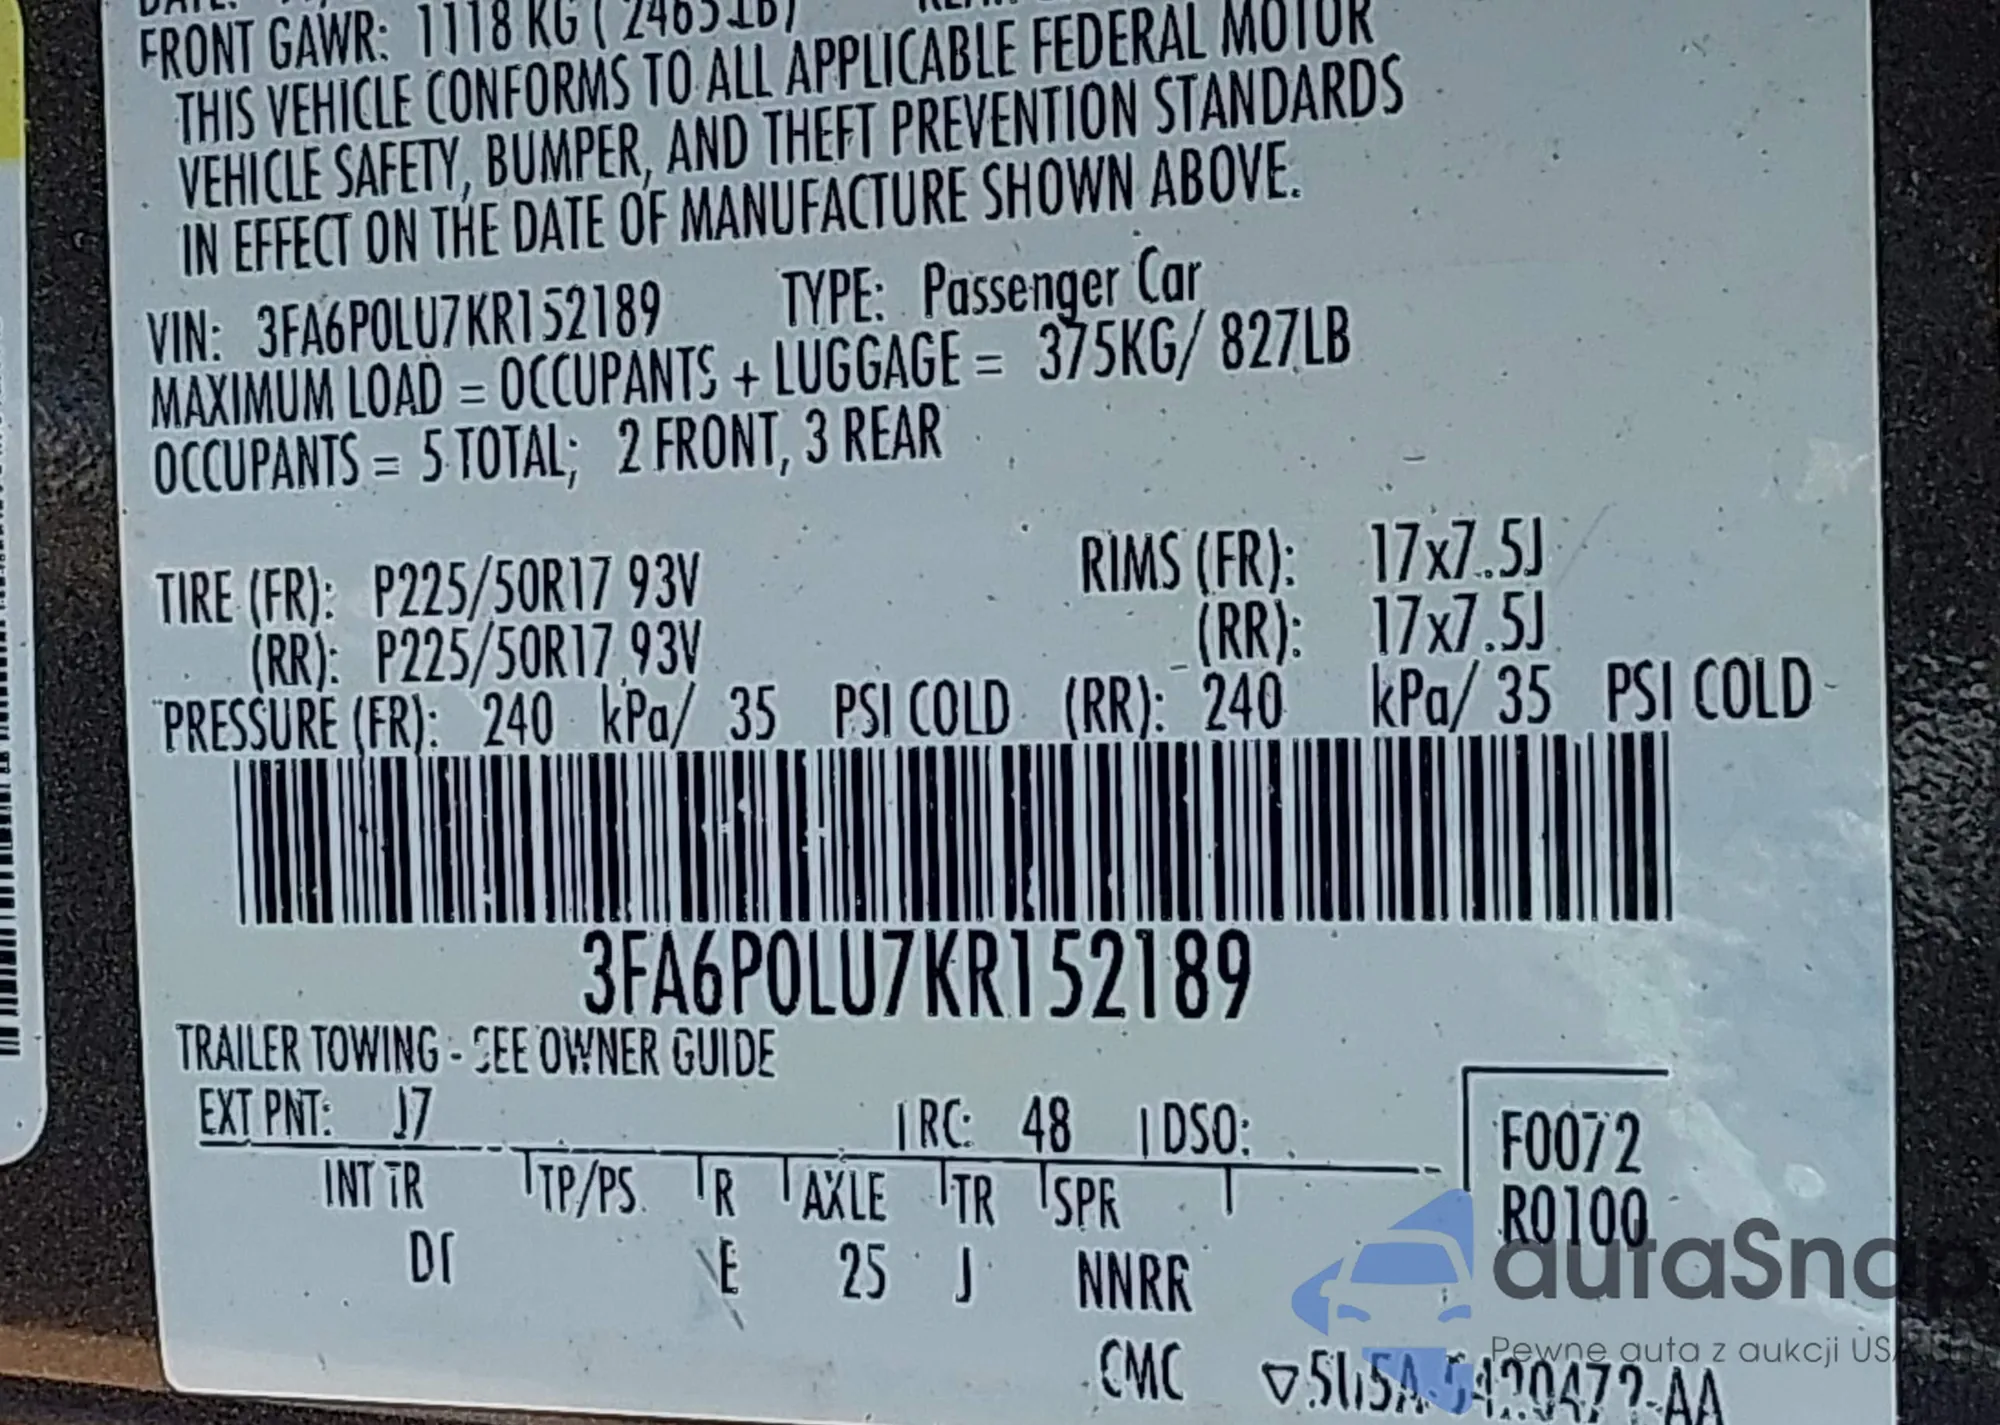 FRONT GAWR: 1118 KG ( 2465 LB)
THIS VEHICLE CONFORMS TO ALL APPLICABLE FEDERAL MOTOR
VEHICLE SAFETY, BUMPER, AND THEFT PREVENTION STANDARDS
IN EFFECT ON THE DATE OF MANUFACTURE SHOWN ABOVE.
VIN: 3FA6P0LU7KR152189 TYPE: Passenger Car
MAXIMUM LOAD = OCCUPANTS + LUGGAGE = 375KG/ 827LB
OCCUPANTS = 5 TOTAL; 2 FRONT, 3 REAR
TIRE (FR): P225/50R17 93V RIMS (FR): 17x7.5J
(RR): P225/50R17 93V (RR): 17x7.5J
PRESSURE (FR): 240 kPa/ 35 PSI COLD (RR): 240 kPa/ 35 PSI COLD
3FA6P0LU7KR152189
TRAILER TOWING - SEE OWNER GUIDE
EXT PNT: J7 RC: 48 DSO:
F0072
R0100
INT TR TP/PS R AXLE TR SPR
E 25 J NNRR
autaSnap
Pewne auta z aukcji
CMC